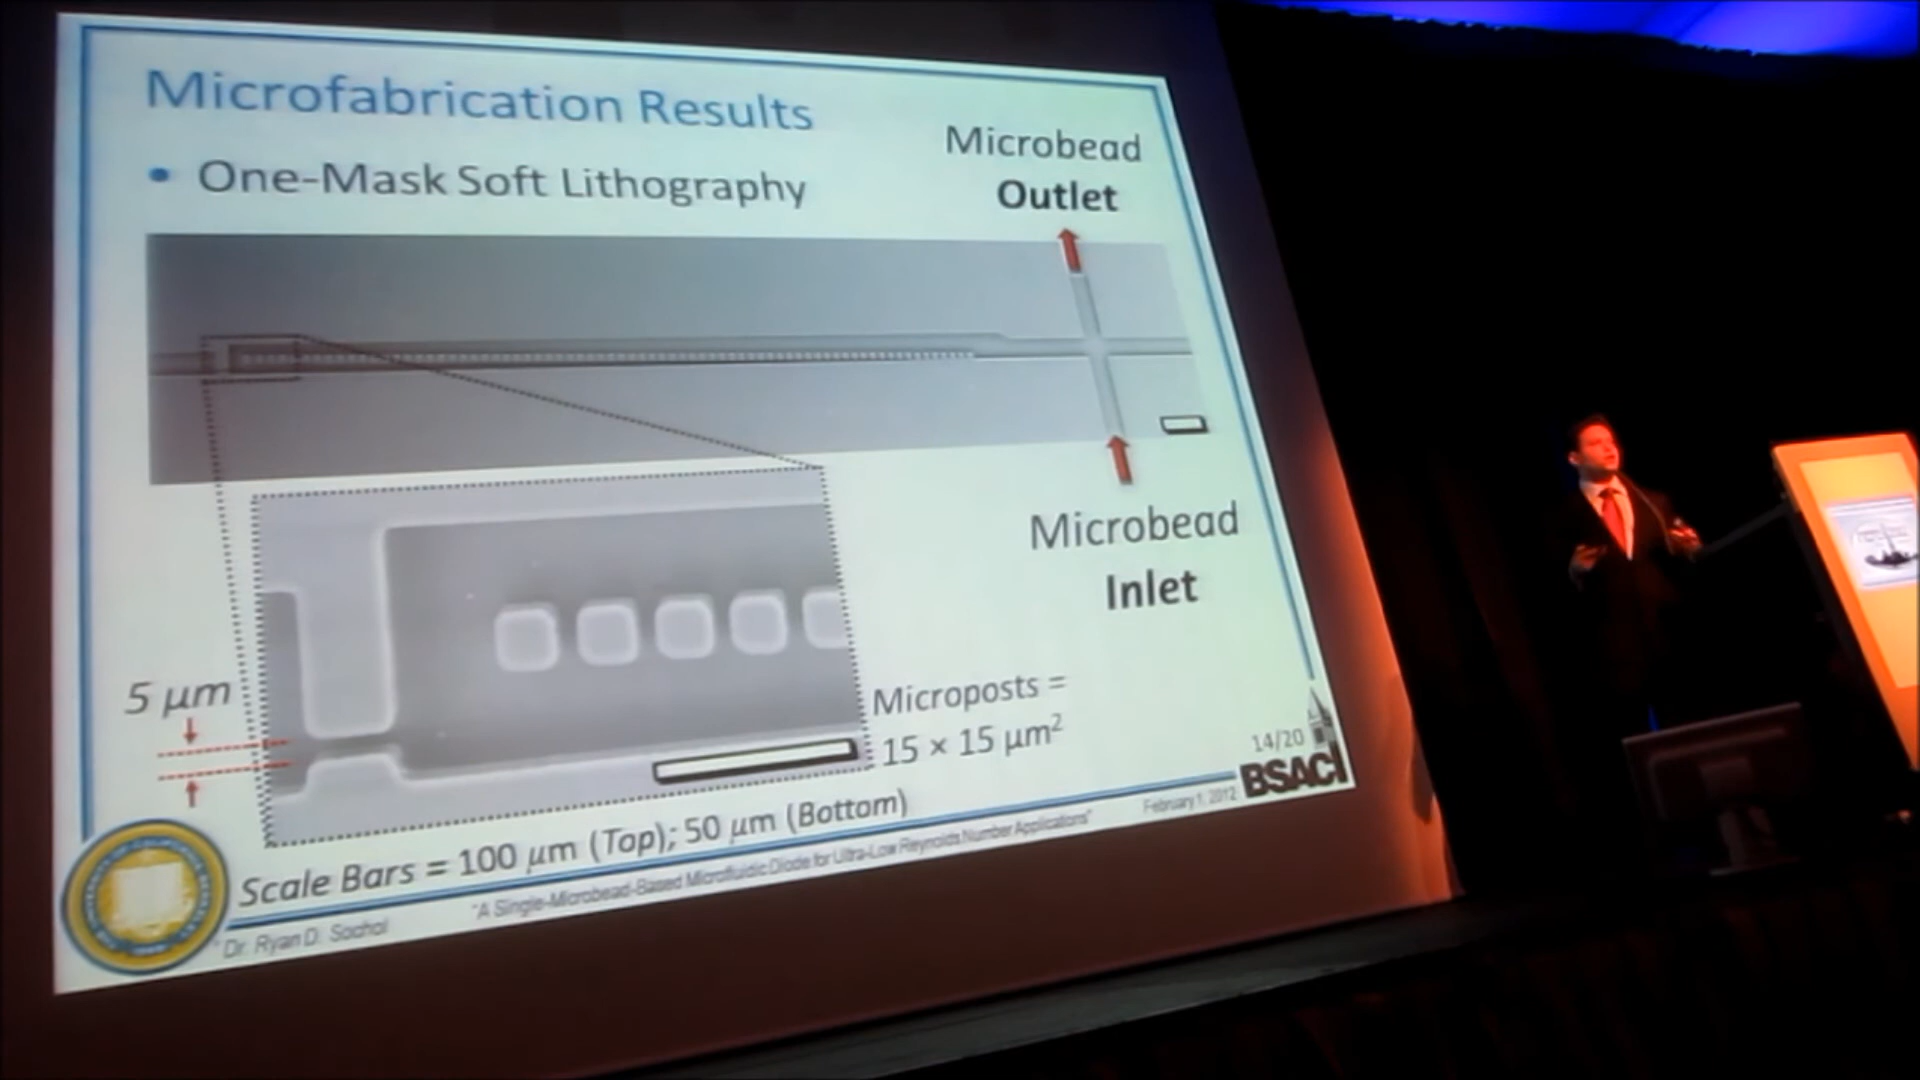 Microfabrication Results
• One-Mask Soft Lithography
Microbead
Outlet
Microbead
Inlet
5 μm
Microposts =
15 × 15 μm²
Scale Bars = 100 μm (Top); 50 μm (Bottom)
14/20
BSAC
Dr. Ryan D. Sochol
"A Single-Microbead-Based Microfluidic Diode for Ultra-Low Reynolds Number Applications"
February 1, 2012